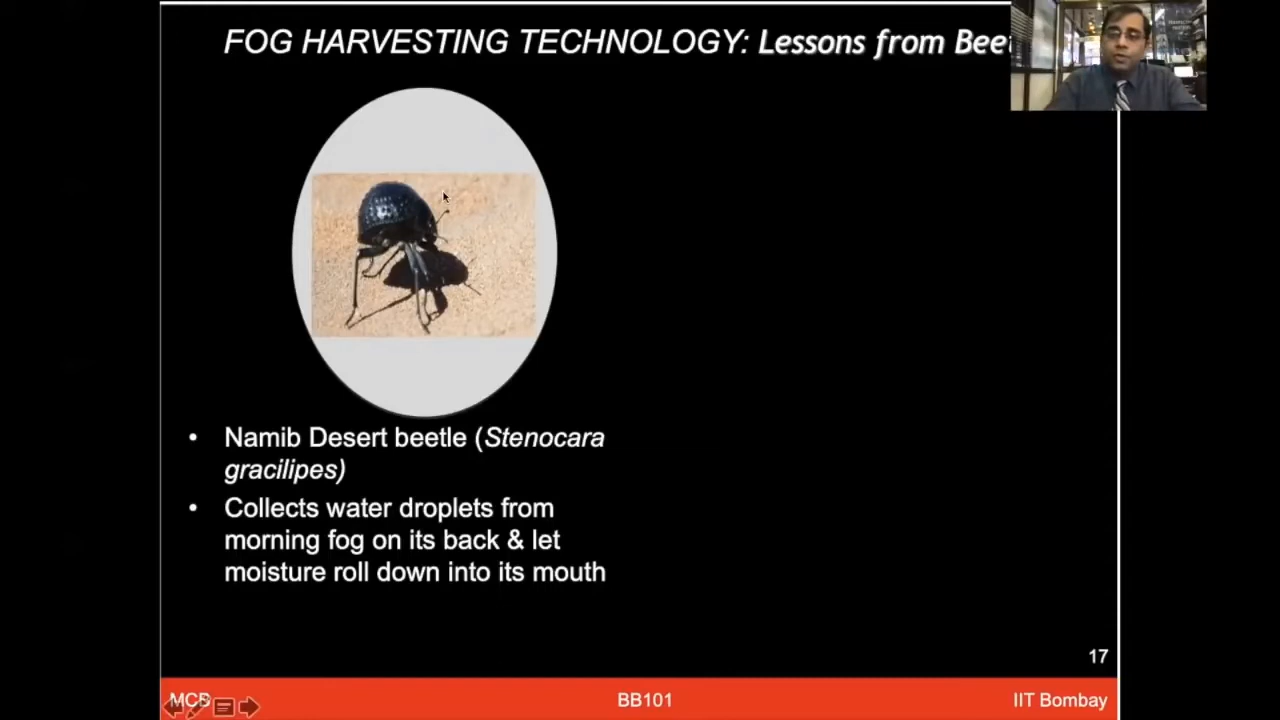 FOG HARVESTING TECHNOLOGY: Lessons from Bee
• Namib Desert beetle (Stenocara
gracilipes)
• Collects water droplets from
morning fog on its back & let
moisture roll down into its mouth
17
MCB
BB101
IIT Bombay